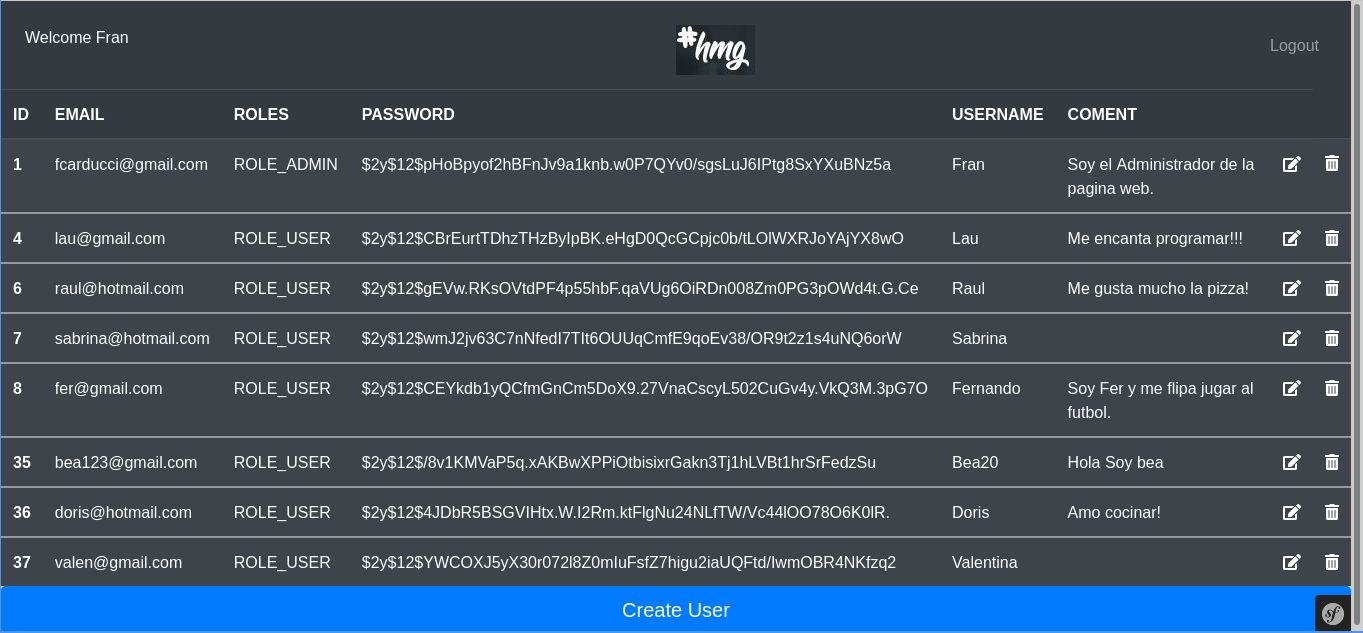 Welcome Fran
#hmg
Logout
ID EMAIL ROLES PASSWORD USERNAME COMENT
1 fcarducci@gmail.com ROLE_ADMIN $2y$12$pHoBpyof2hBFnJv9a1knb.w0P7QYv0/sgsLuJ6IPtg8SxYXuBNz5a Fran Soy el Administrador de la
pagina web.
4 lau@gmail.com ROLE_USER $2y$12$CBrEurtTDhzTHzByIpBK.eHgD0QcGCpjc0b/tLOlWXRJoYAjYX8wO Lau Me encanta programar!!!
6 raul@hotmail.com ROLE_USER $2y$12$gEVw.RKsOVtdPF4p55hbF.qaVUg6OiRDn008Zm0PG3pOWd4t.G.Ce Raul Me gusta mucho la pizza!
7 sabrina@hotmail.com ROLE_USER $2y$12$wmJ2jv63C7nNfedI7TIt6OUUqCmfE9qoEv38/OR9t2z1s4uNQ6orW Sabrina
8 fer@gmail.com ROLE_USER $2y$12$CEYkdb1yQCfmGnCm5DoX9.27VnaCscyL502CuGv4y.VkQ3M.3pG7O Fernando Soy Fer y me flipa jugar al
futbol.
35 bea123@gmail.com ROLE_USER $2y$12$/8v1KMVaP5q.xAKBwXPPiOtbisixrGakn3Tj1hLVBt1hrSrFedzSu Bea20 Hola Soy bea
36 doris@hotmail.com ROLE_USER $2y$12$4JDbR5BSGVIHtx.W.I2Rm.ktFlgNu24NLfTW/Vc44lOO78O6K0lR. Doris Amo cocinar!
37 valen@gmail.com ROLE_USER $2y$12$YWCOXJ5yX30r072l8Z0mIuFsfZ7higu2iaUQFtd/IwmOBR4NKfzq2 Valentina
Create User
sf